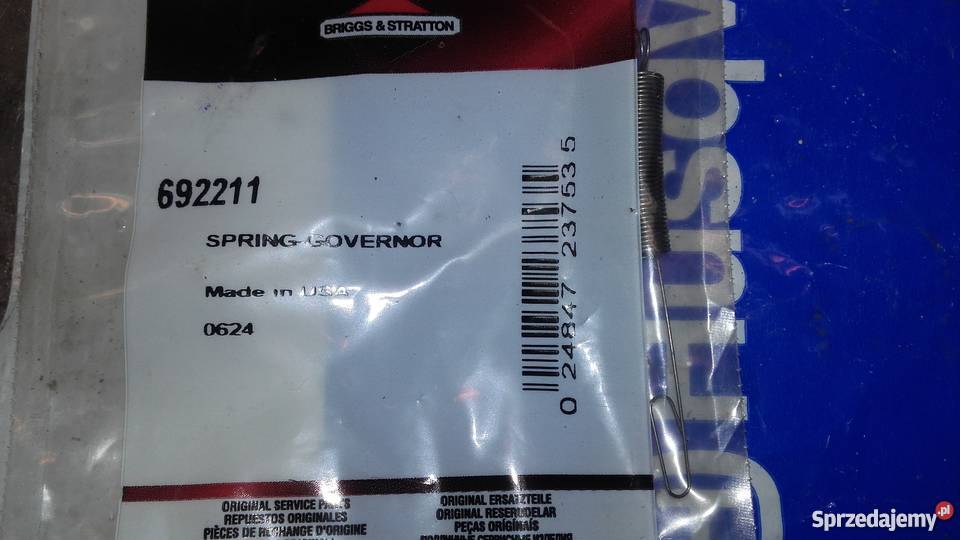 BRIGGS & STRATTON
692211
SPRING-GOVERNOR
Made in USA
0624
0 24847 23753 5
ORIGINAL SERVICE PARTS
REPUESTOS ORIGINALES
PIÈCES DE RECHANGE D'ORIGINE
ORIGINAL ERSATZTEILE
ORIGINAL RESERUDELAR
PEÇAS ORIGINAIS
Sprzedajemy.pl